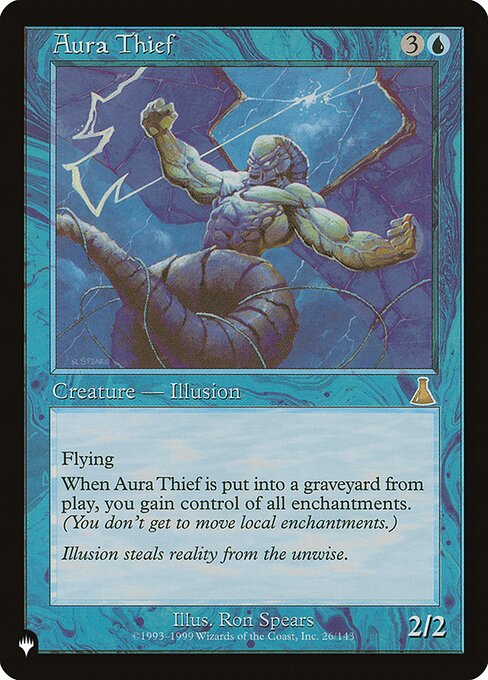 Aura Thief
3
R. SPEARS
Creature — Illusion
Flying
When Aura Thief is put into a graveyard from
play, you gain control of all enchantments.
(You don't get to move local enchantments.)
Illusion steals reality from the unwise.
Illus. Ron Spears
©1993-1999 Wizards of the Coast, Inc. 26/143
2/2